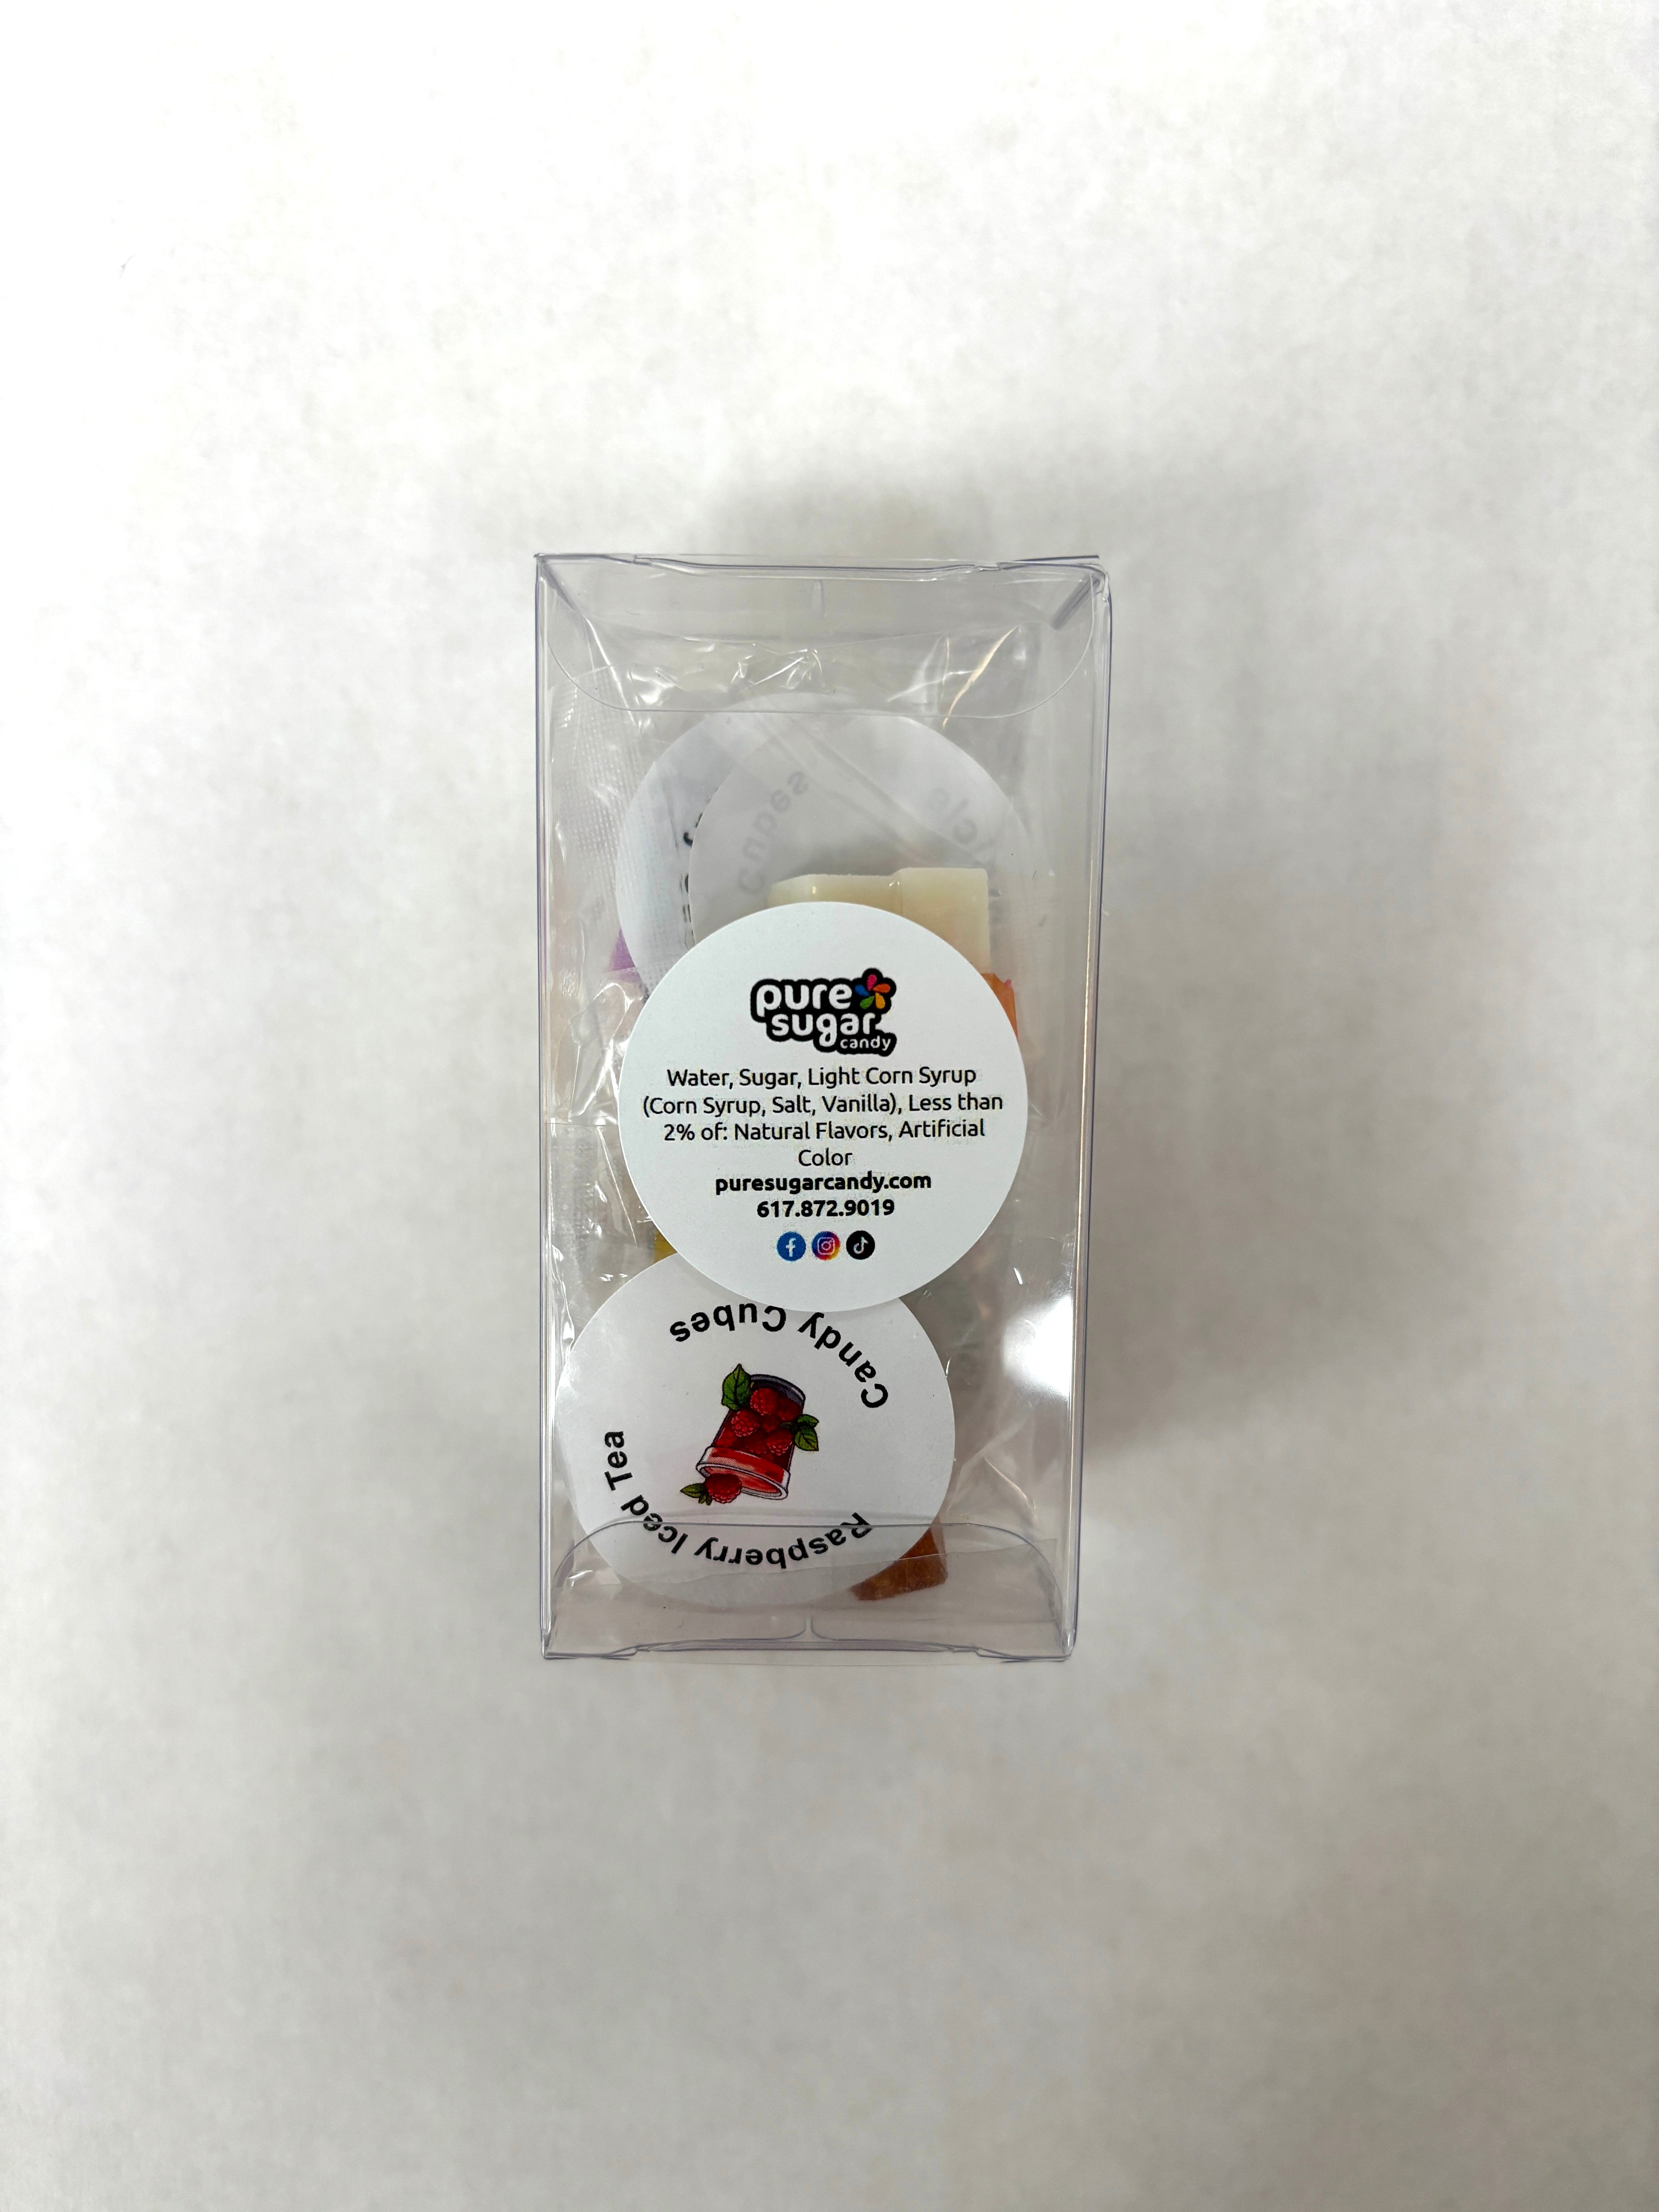 Cubes
pure
sugar
candy
Water, Sugar, Light Corn Syrup
(Corn Syrup, Salt, Vanilla), Less than
2% of: Natural Flavors, Artificial
Color
puresugarcandy.com
617.872.9019
Candy Cubes
Raspberry Iced Tea